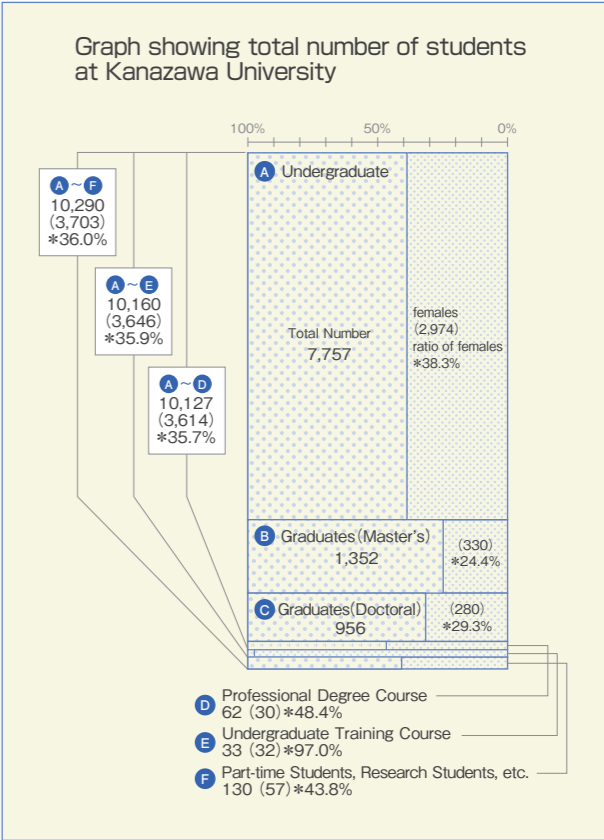 Graph showing total number of students
at Kanazawa University
100%
50%
0%
A Undergraduate
A～F
10,290
(3,703)
*36.0%
A～E
10,160
(3,646)
*35.9%
A～D
10,127
(3,614)
*35.7%
Total Number
7,757
females
(2,974)
ratio of females
*38.3%
B Graduates(Master's)
1,352
(330)
*24.4%
C Graduates(Doctoral)
956
(280)
*29.3%
D Professional Degree Course
62 (30)*48.4%
E Undergraduate Training Course
33 (32)*97.0%
F Part-time Students, Research Students, etc.
130 (57)*43.8%